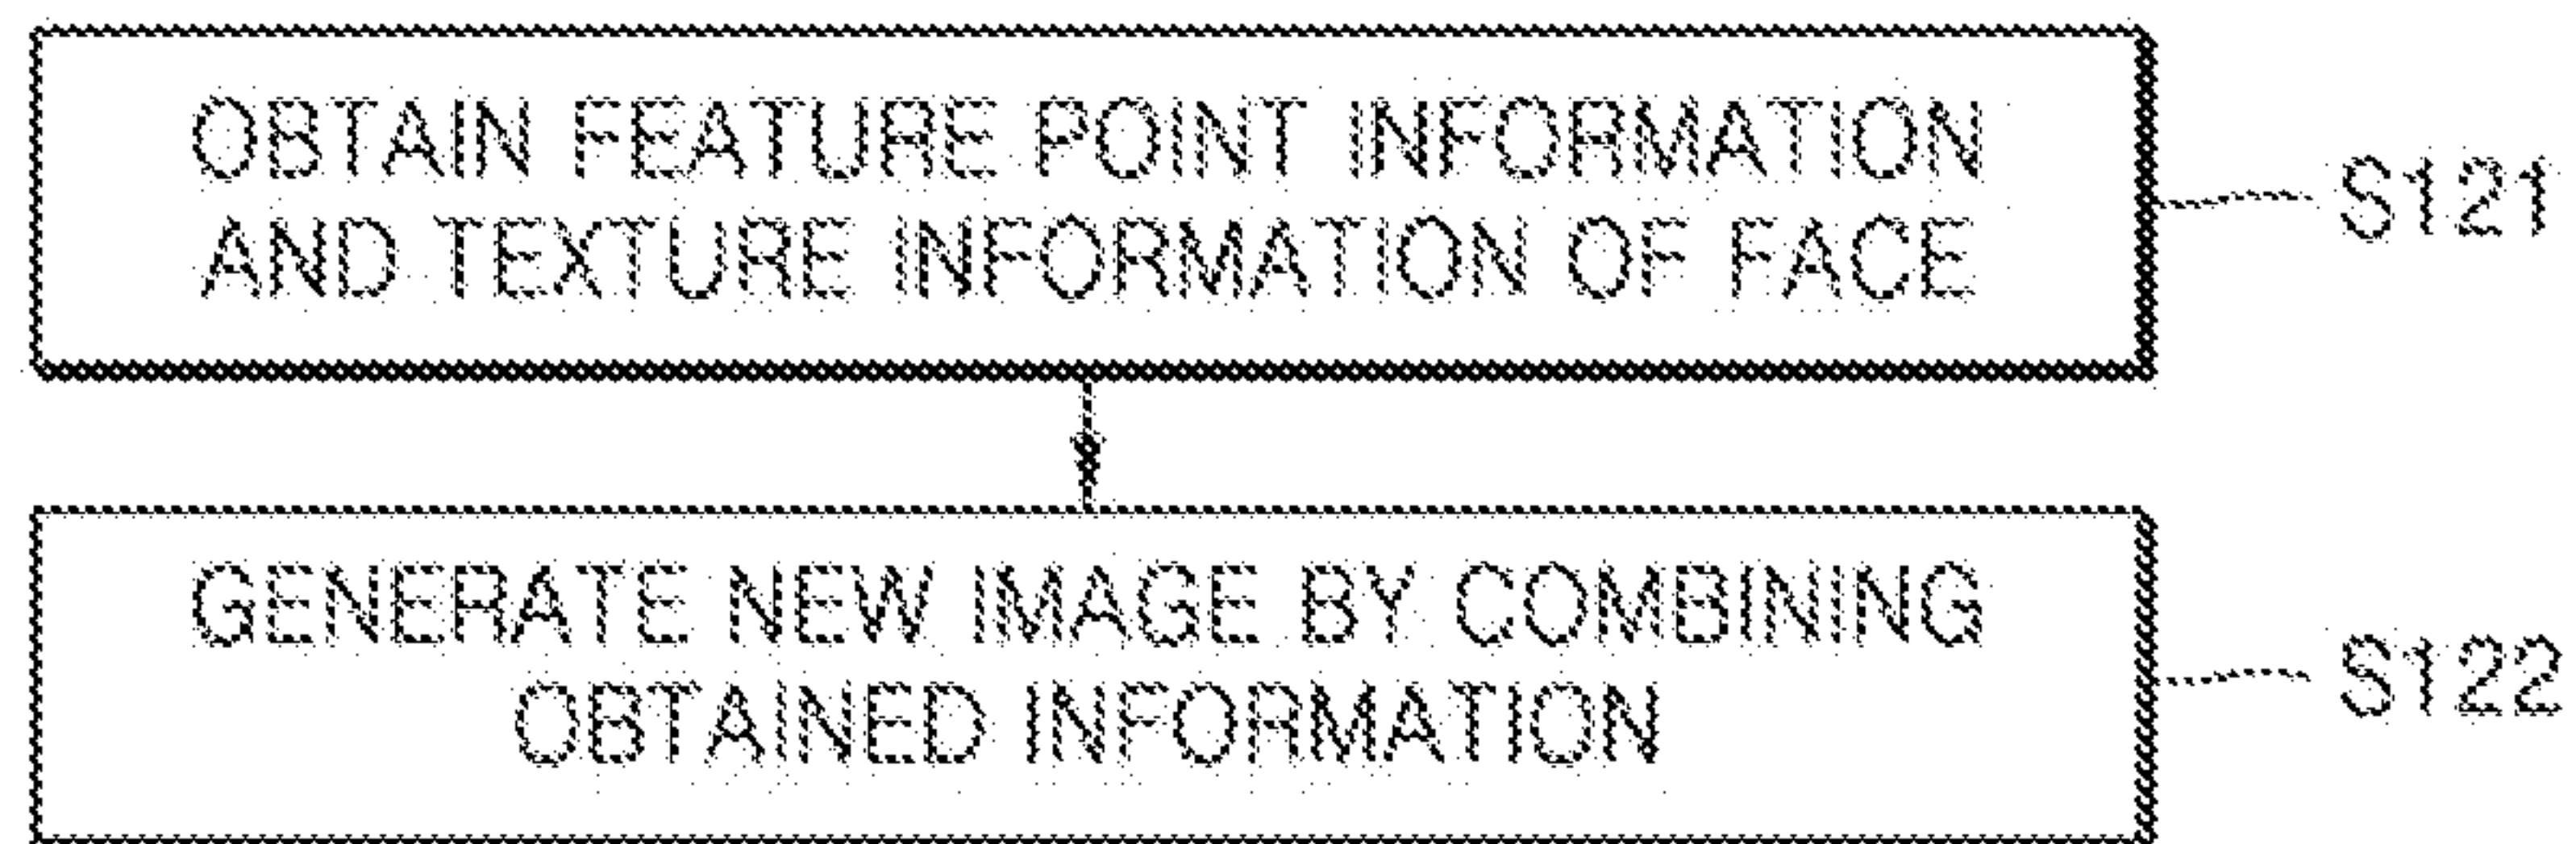 OBTAIN FEATURE POINT INFORMATION
AND TEXTURE INFORMATION OF FACE
S121
GENERATE NEW IMAGE BY COMBINING
OBTAINED INFORMATION
S122